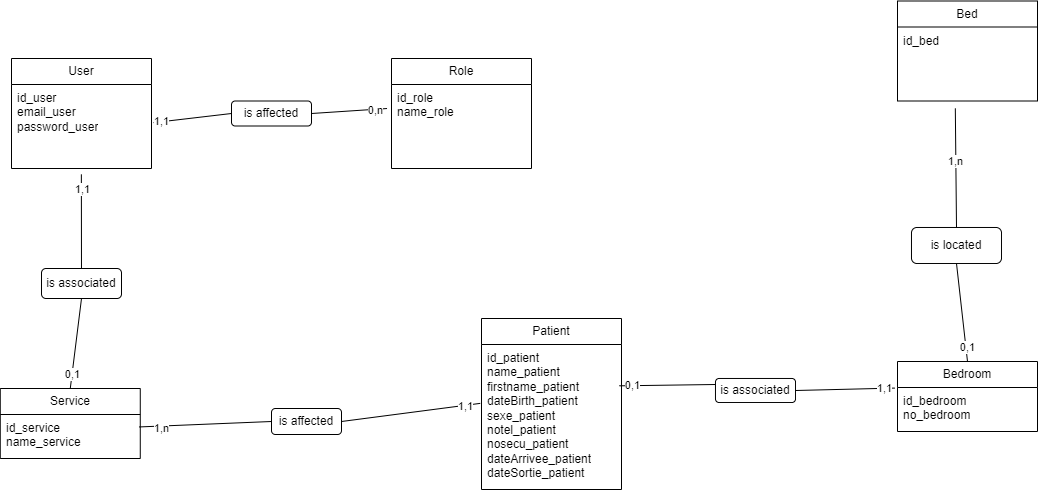 Bed
id_bed
User
id_user
email_user
password_user
1,1
is affected
0,n
Role
id_role
name_role
1,1
is associated
0,1
1,n
is located
0,1
Service
id_service
name_service
1,n
is affected
1,1
Patient
id_patient
name_patient
firstname_patient
dateBirth_patient
sexe_patient
notel_patient
nosecu_patient
dateArrivee_patient
dateSortie_patient
0,1
is associated
1,1
Bedroom
id_bedroom
no_bedroom